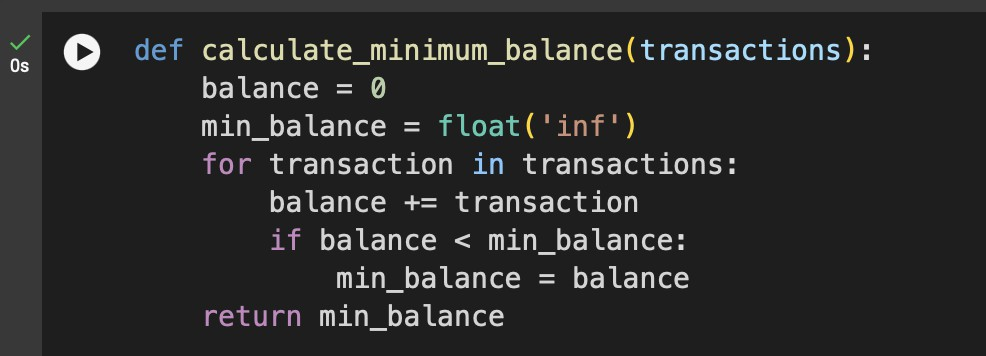 def calculate_minimum_balance(transactions):
    balance = 0
    min_balance = float('inf')
    for transaction in transactions:
        balance += transaction
        if balance < min_balance:
            min_balance = balance
    return min_balance
0s